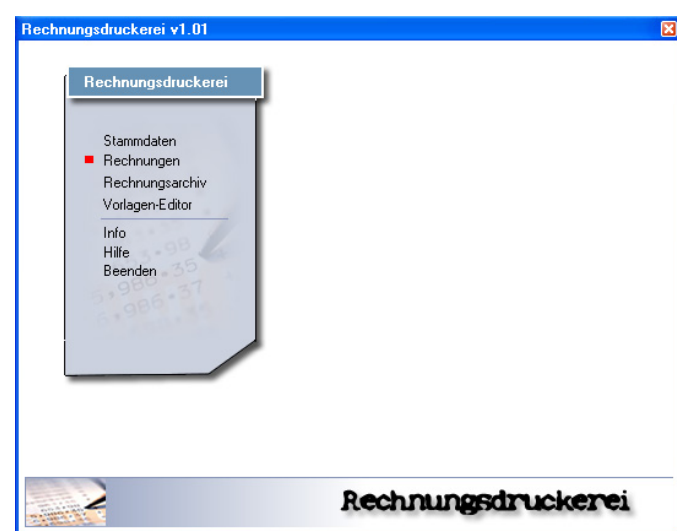 Rechnungsdruckerei v1.01
Rechnungsdruckerei
Stammdaten
Rechnungen
Rechnungsarchiv
Vorlagen-Editor
Info
Hilfe
Beenden
Rechnungsdruckerei